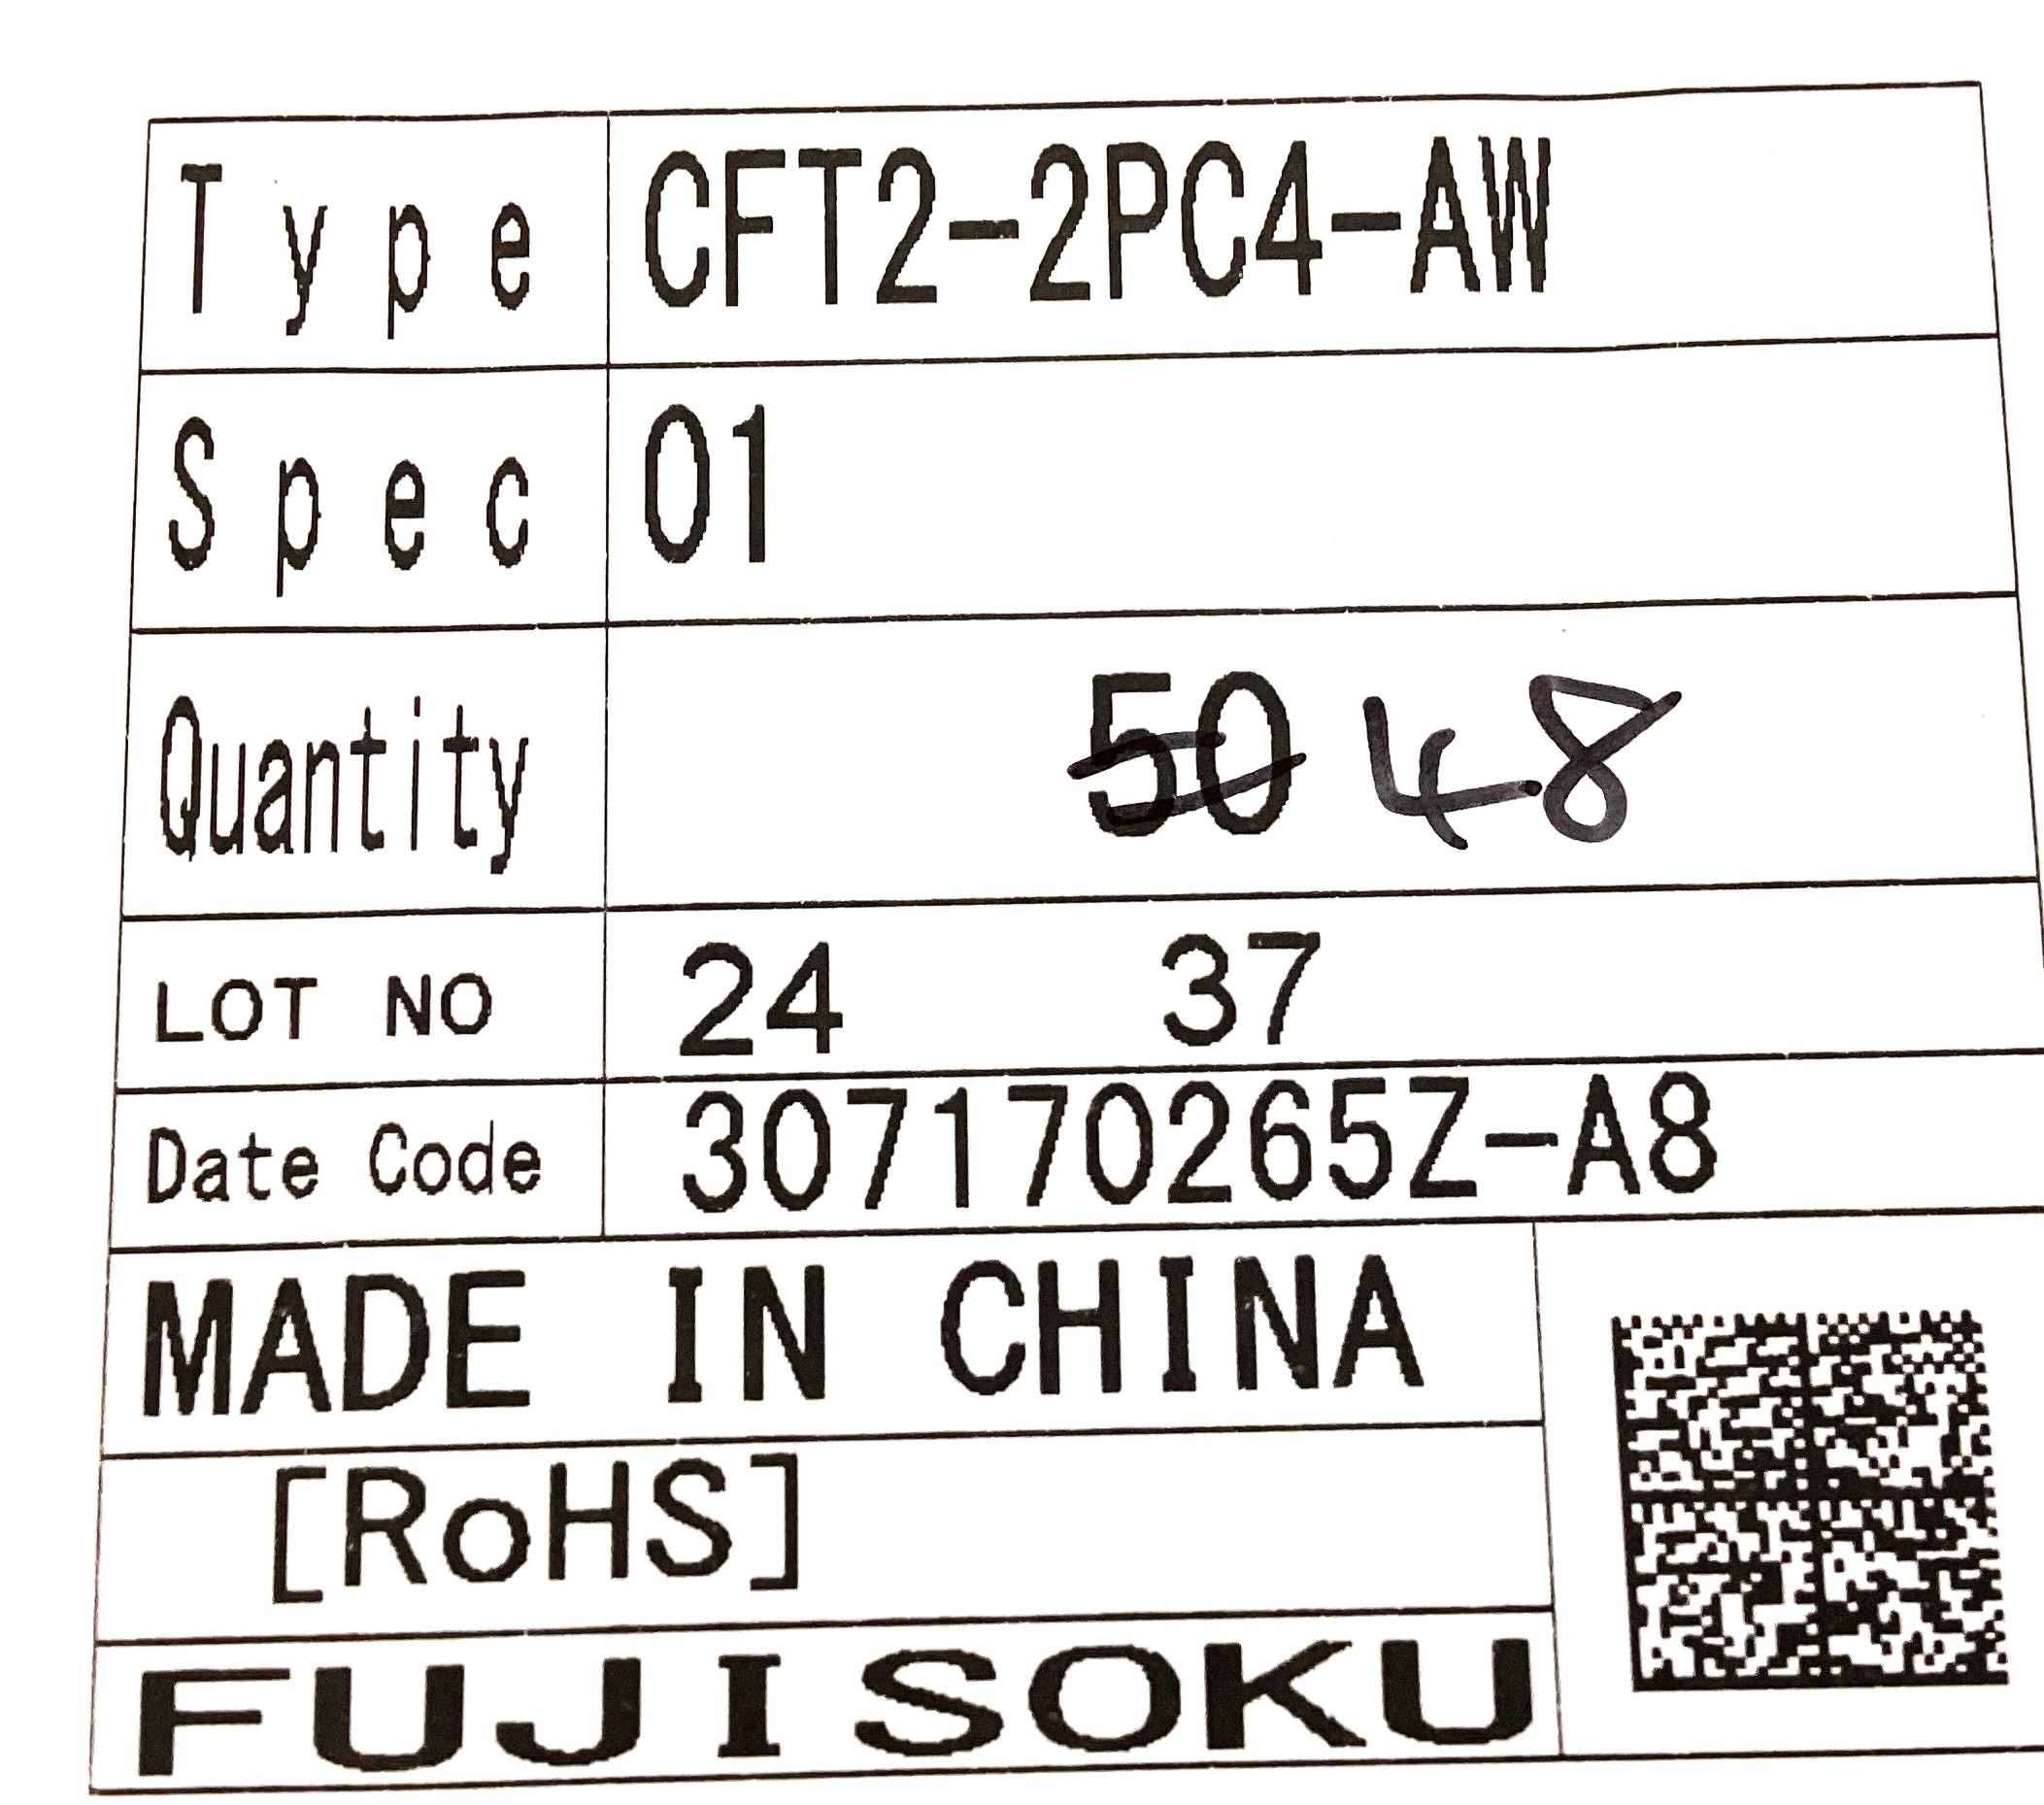 Type CFT2-2PC4-AW
Spec 01
Quantity 50 48
LOT NO 24 37
Date Code 307170265Z-A8
MADE IN CHINA
[RoHS]
FUJISOKU